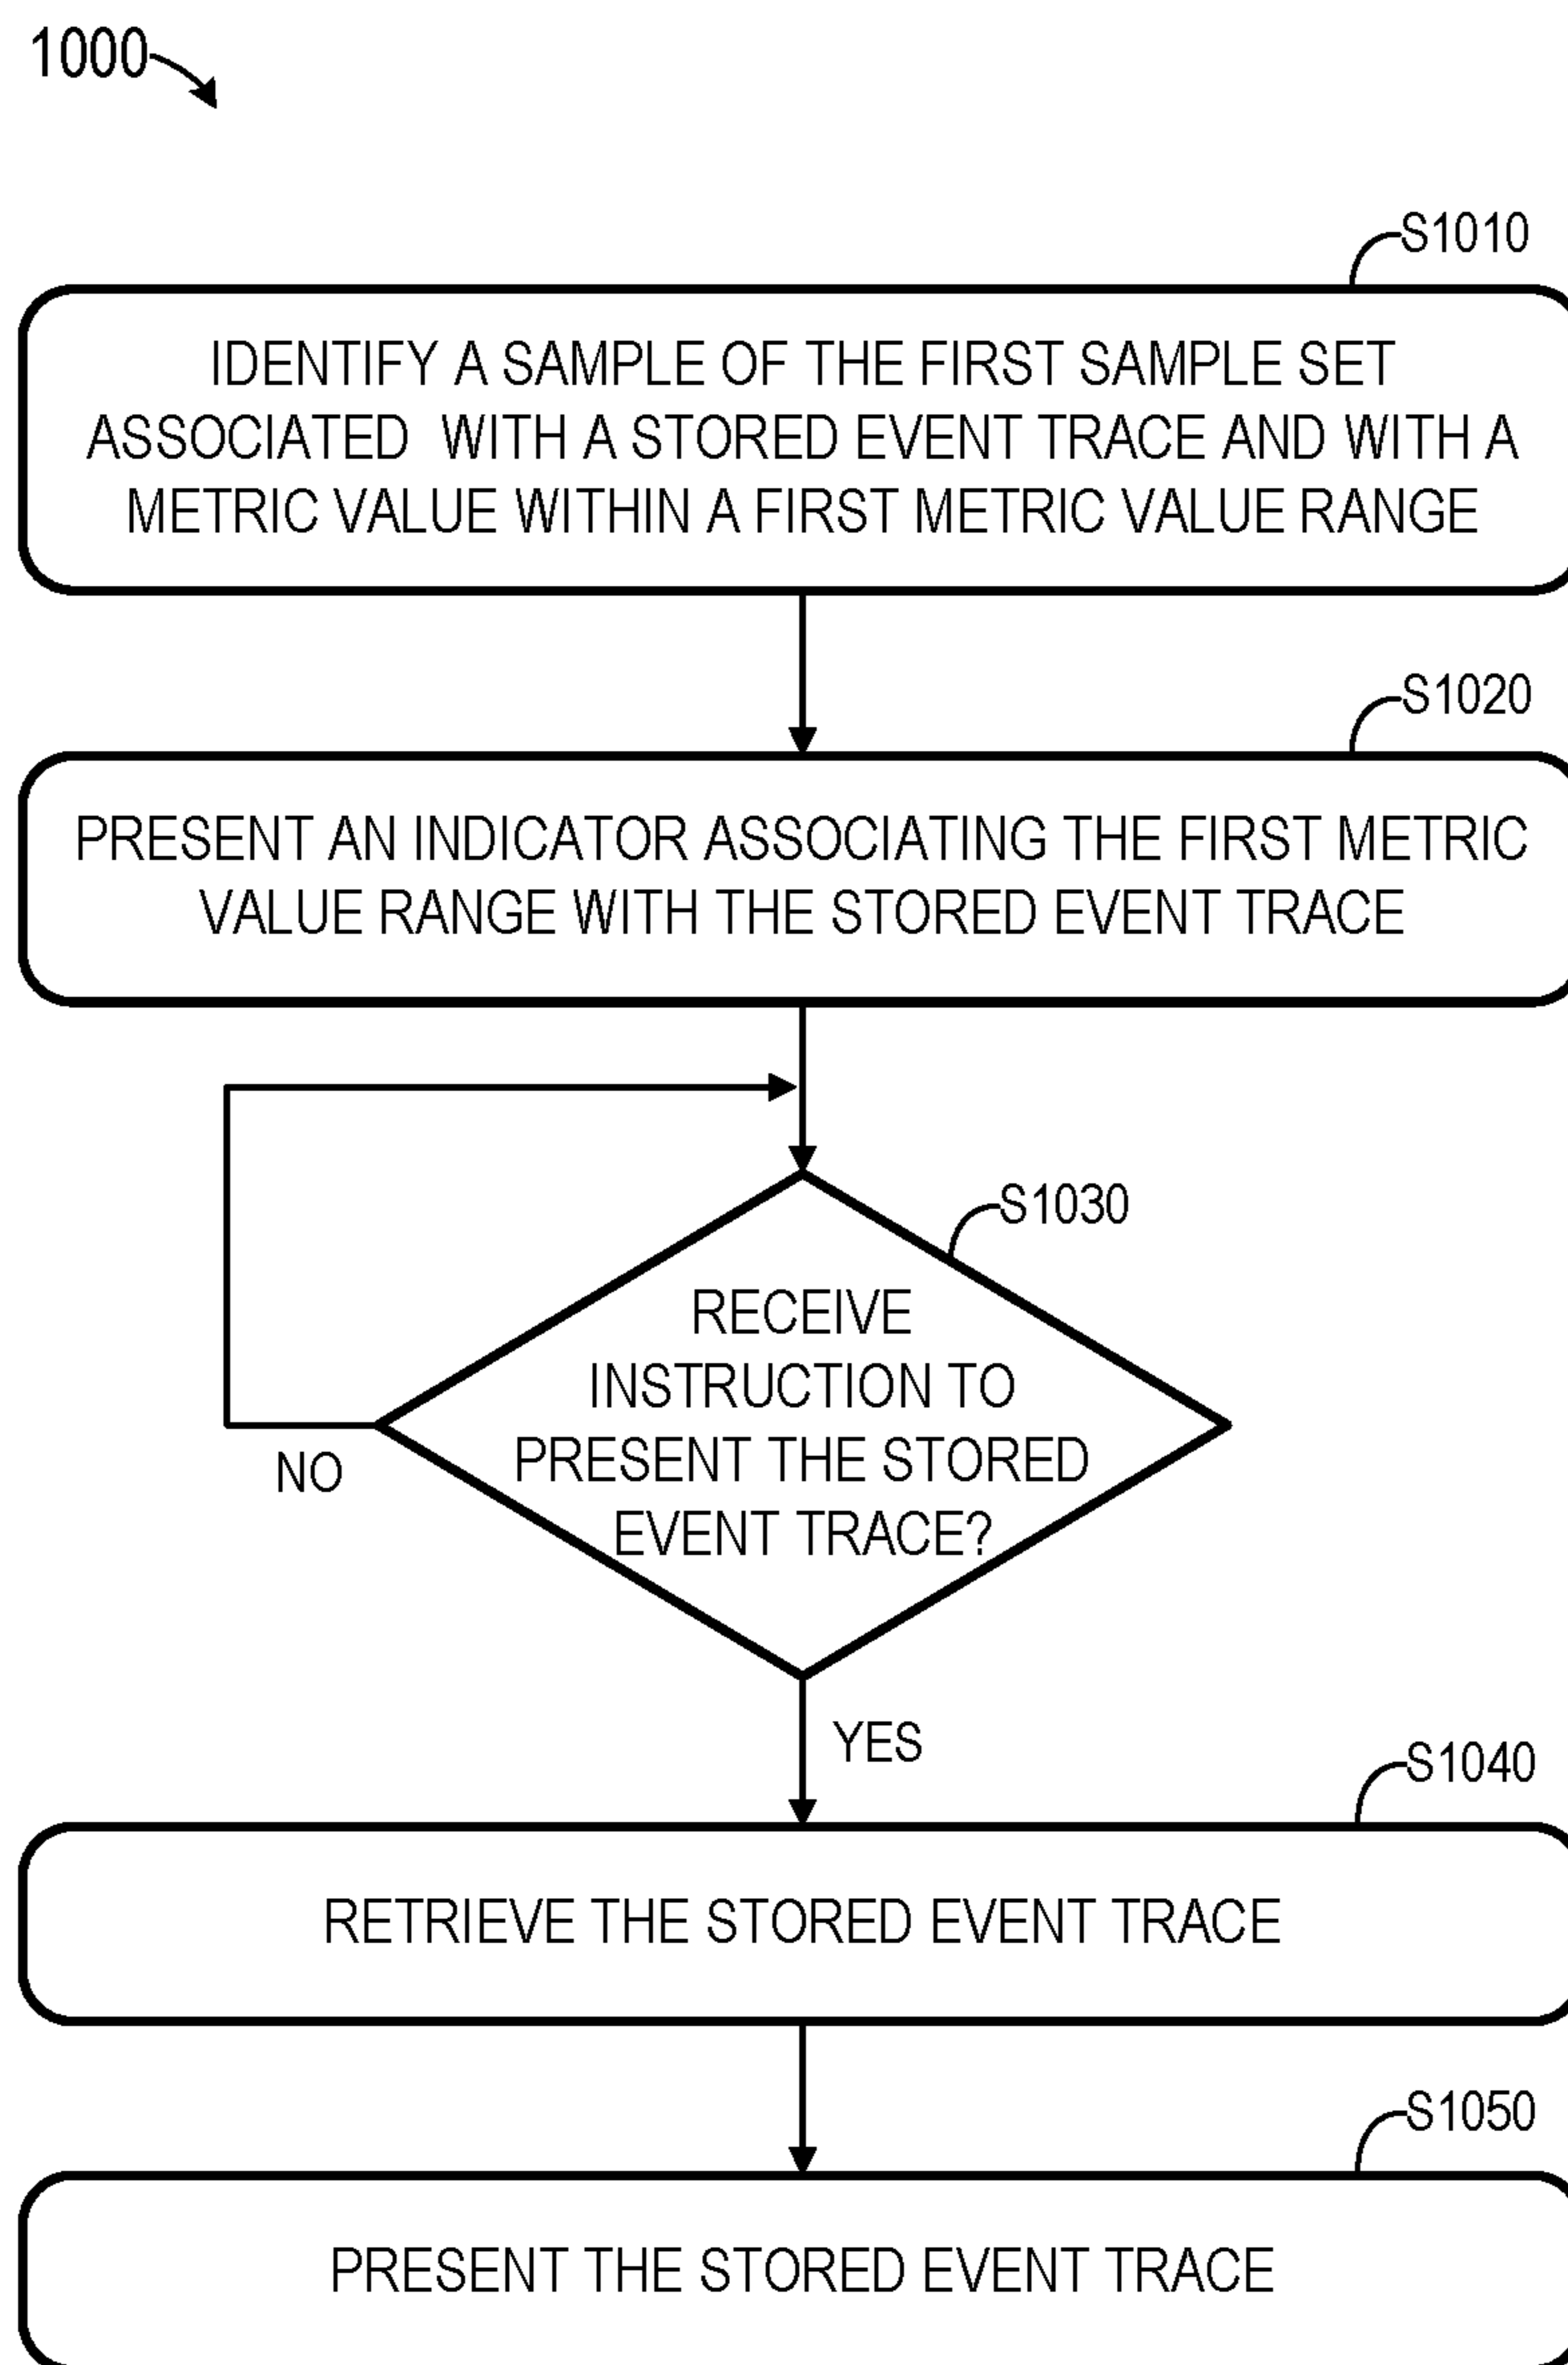 1000
S1010
IDENTIFY A SAMPLE OF THE FIRST SAMPLE SET
ASSOCIATED WITH A STORED EVENT TRACE AND WITH A
METRIC VALUE WITHIN A FIRST METRIC VALUE RANGE
S1020
PRESENT AN INDICATOR ASSOCIATING THE FIRST METRIC
VALUE RANGE WITH THE STORED EVENT TRACE
S1030
RECEIVE
INSTRUCTION TO
PRESENT THE STORED
EVENT TRACE?
NO
YES
S1040
RETRIEVE THE STORED EVENT TRACE
S1050
PRESENT THE STORED EVENT TRACE